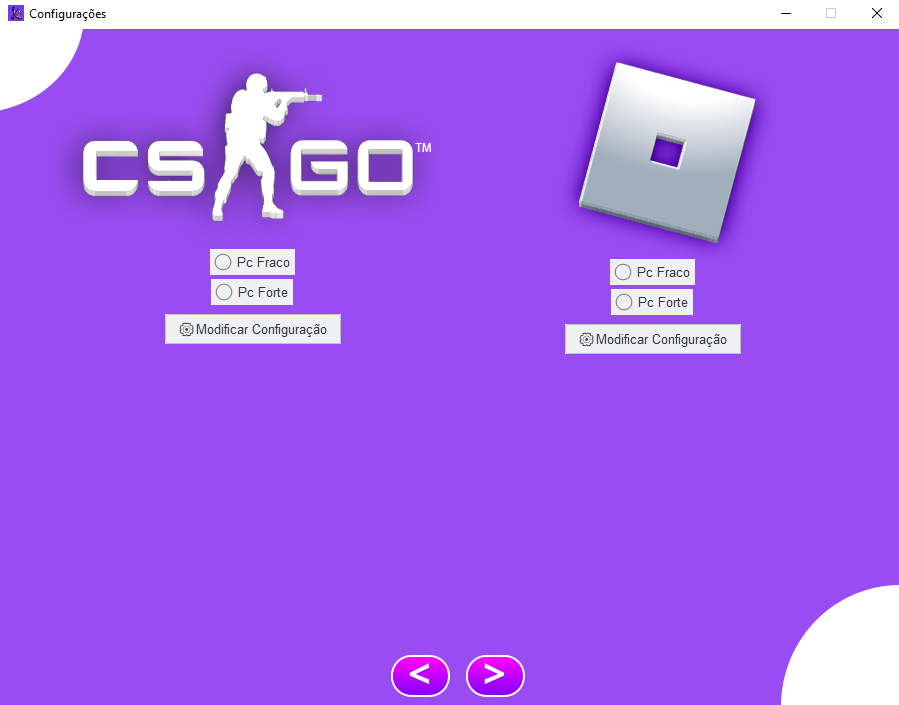 Configurações
CS GO™
Pc Fraco
Pc Forte
Modificar Configuração
Pc Fraco
Pc Forte
Modificar Configuração
< >